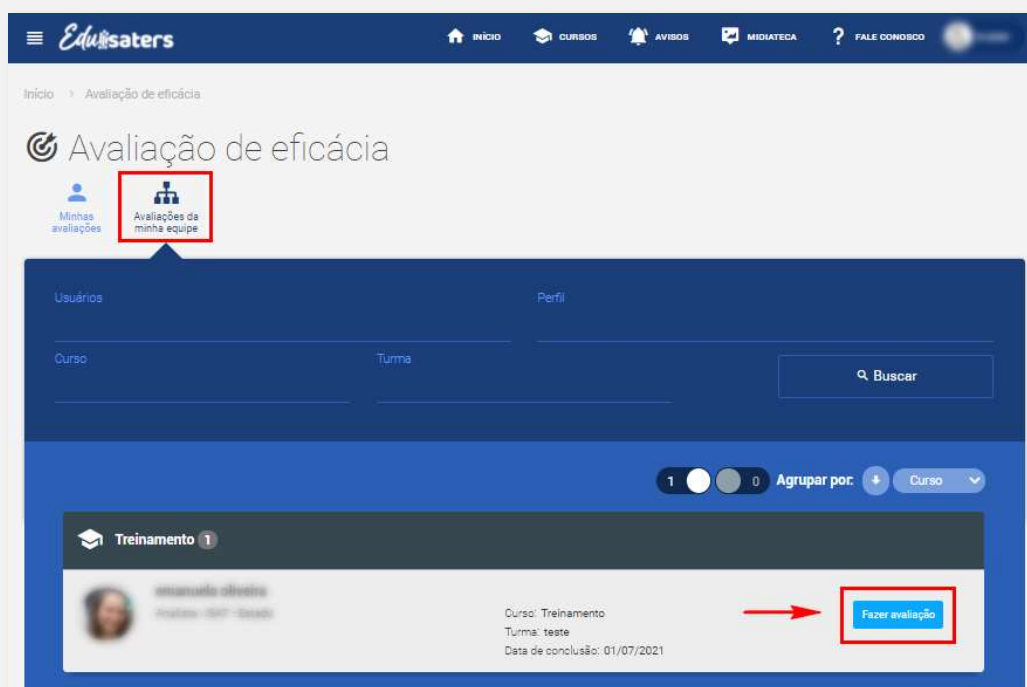 Edusaters
INÍCIO CURSOS AVISOS MIDIATECA ? FALE CONOSCO
Início > Avaliação de eficácia
Avaliação de eficácia
Minhas
avaliações
Avaliações da
minha equipe
Usuários
Perfil
Curso
Turma
Buscar
1 0 Agrupar por: Curso
Treinamento 1
Curso: Treinamento
Turma: teste
Data de conclusão: 01/07/2021
Fazer avaliação